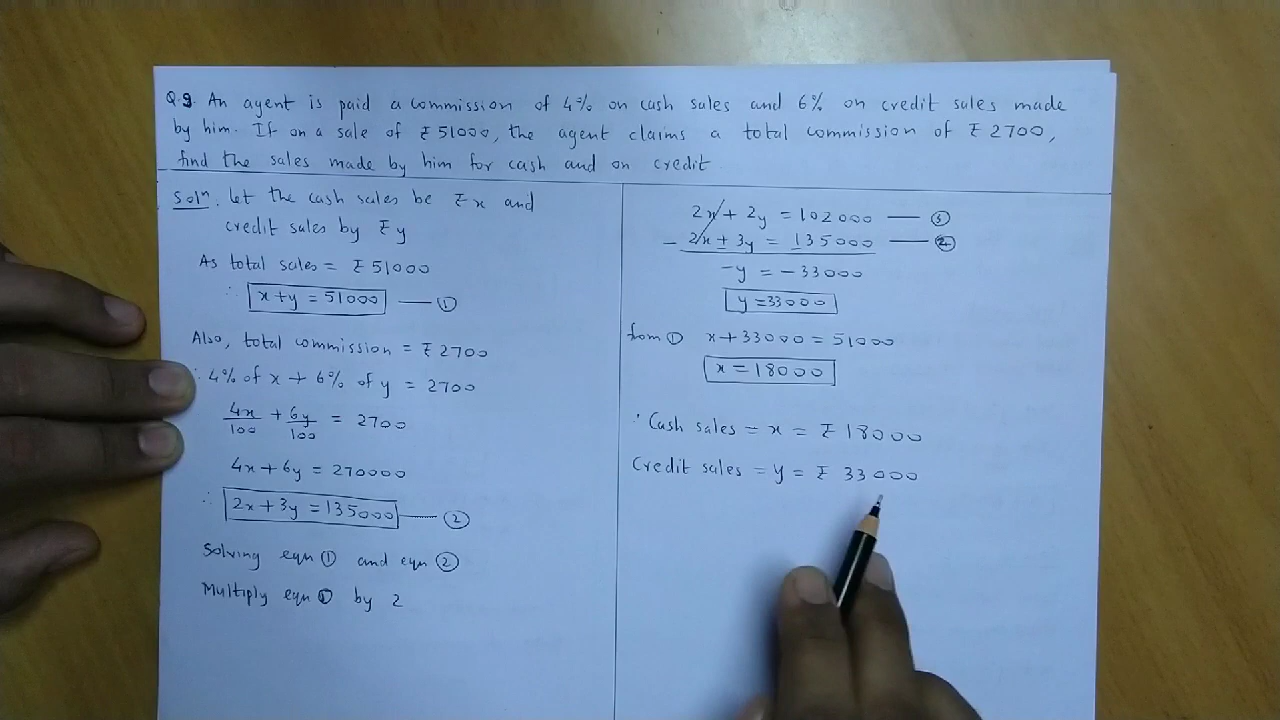 Q.9. An agent is paid a commission of 4% on cash sales and 6% on credit sales made
by him. If on a sale of ₹51000, the agent claims a total commission of ₹2700,
find the sales made by him for cash and on credit.
Soln. Let the cash sales be ₹x and
credit sales by ₹y
As total sales = ₹51000
∴ x+y = 51000 — ①
Also, total commission = ₹2700
∴ 4% of x + 6% of y = 2700
4x/100 + 6y/100 = 2700
4x+6y = 270000
∴ 2x+3y = 135000 — ②
Solving eqn ① and eqn ②
Multiply eqn ① by 2
2x + 2y = 102000 — ③
- 2x + 3y = 135000 — ②
-y = -33000
y = 33000
from ① x+33000 = 51000
x = 18000
∴ Cash sales = x = ₹18000
Credit sales = y = ₹33000